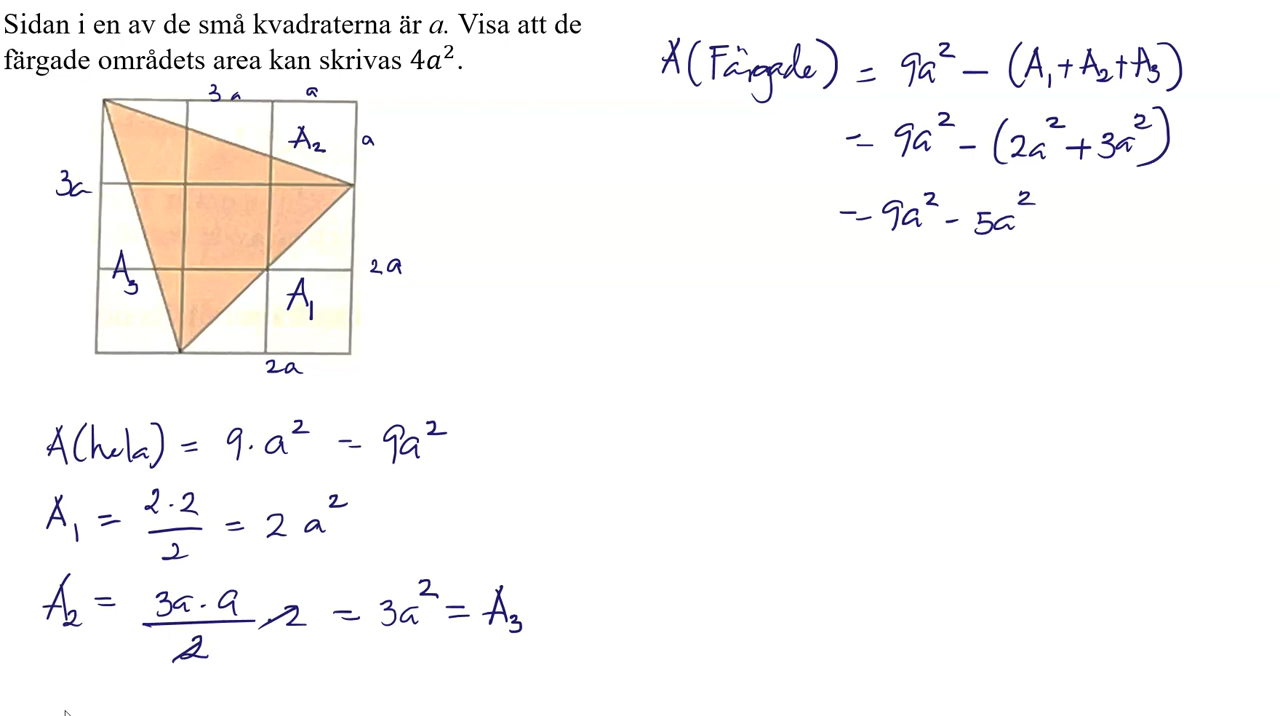 Sidan i en av de små kvadraterna är a. Visa att de
färgade områdets area kan skrivas 4a².
3a a
A₂ a
3a
A₃ 2a
A₁
2a
A(hela) = 9·a² = 9a²
A₁ = 2·2/2 = 2a²
A₂ = 3a·a/2 · 2 = 3a² = A₃
A(Färgade) = 9a² - (A₁+A₂+A₃)
= 9a² - (2a²+3a²)
= 9a² - 5a²